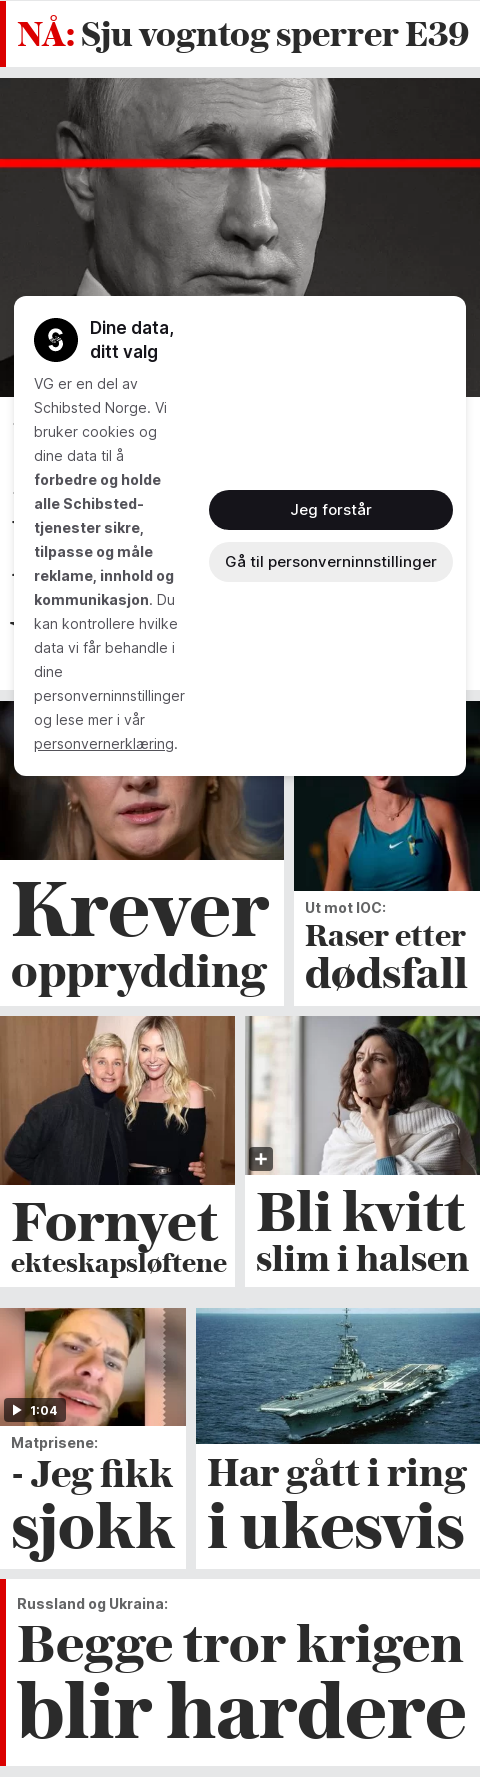 NÅ: Sju vogntog sperrer E39
Dine data,
ditt valg
VG er en del av
Schibsted Norge. Vi
bruker cookies og
dine data til å
forbedre og holde
alle Schibsted-
tjenester sikre,
tilpasse og måle
reklame, innhold og
kommunikasjon. Du
kan kontrollere hvilke
data vi får behandle i
dine
personverninnstillinger
og lese mer i vår
personvernerklæring.
Jeg forstår
Gå til personverninnstillinger
Krever
opprydding
Ut mot IOC:
Raser etter
dødsfall
Fornyet
ekteskapsløftene
Bli kvitt
slim i halsen
1:04
Matprisene:
- Jeg fikk
sjokk
Har gått i ring
i ukesvis
Russland og Ukraina:
Begge tror krigen
blir hardere